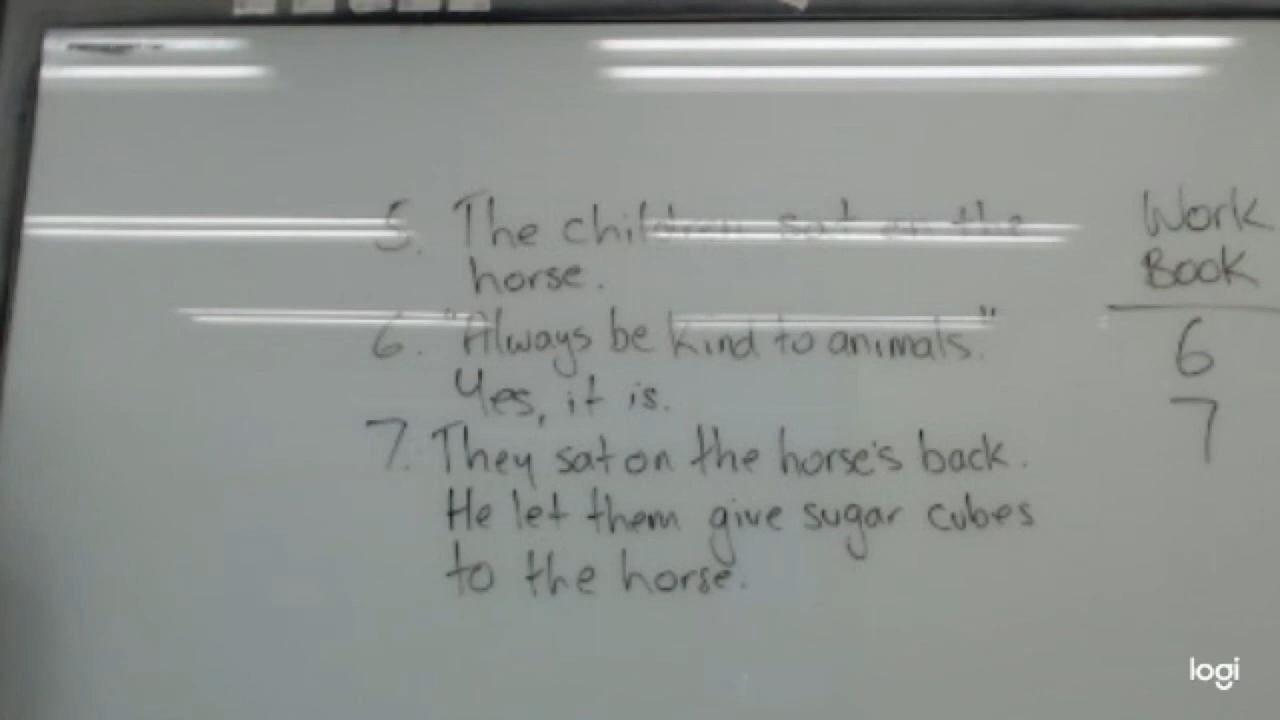 5. The children sat on the
horse.
6. "Always be kind to animals."
Yes, it is.
7. They sat on the horse's back.
He let them give sugar cubes
to the horse.
Work
Book
6
7
logi